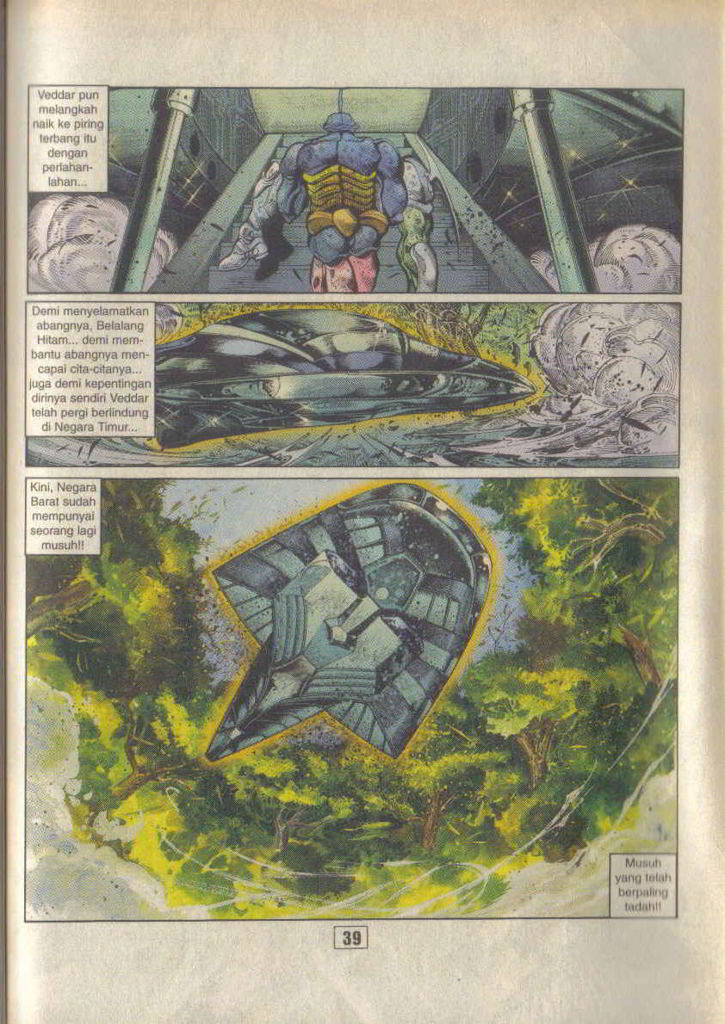 Veddar pun
melangkah
naik ke piring
terbang itu
dengan
perlahan-
lahan...
Demi menyelamatkan
abangnya, Belalang
Hitam... demi mem-
bantu abangnya men-
capai cita-citanya...
juga demi kepentingan
dirinya sendiri Veddar
telah pergi berlindung
di Negara Timur...
Kini, Negara
Barat sudah
mempunyai
seorang lagi
musuh!!
Musuh
yang telah
berpaling
tadah!!
39